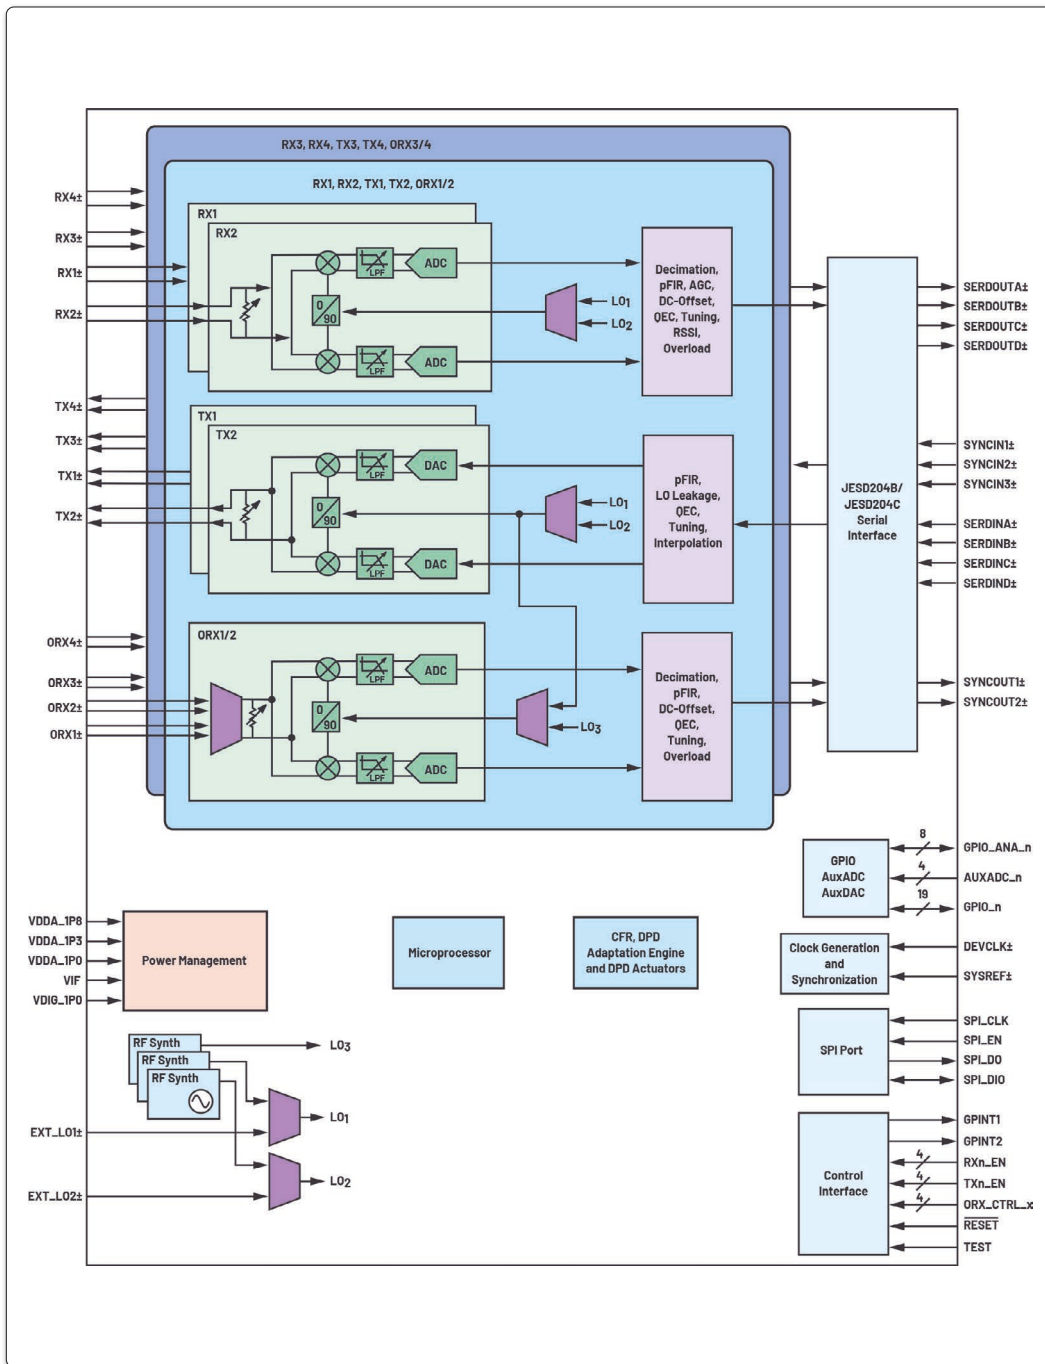 RX3, RX4, TX3, TX4, ORX3/4
RX1, RX2, TX1, TX2, ORX1/2
RX4±
RX3±
RX1±
RX2±
TX4±
TX3±
TX1±
TX2±
ORX4±
ORX3±
ORX2±
ORX1±
RX1
RX2
0
90
LPF
ADC
LPF
ADC
LO1
LO2
Decimation,
pFIR, AGC,
DC-Offset,
QEC, Tuning,
RSSI,
Overload
TX1
TX2
0
90
LPF
DAC
LPF
DAC
LO1
LO2
pFIR,
LO Leakage,
QEC,
Tuning,
Interpolation
ORX1/2
0
90
LPF
ADC
LPF
ADC
LO3
Decimation,
pFIR,
DC-Offset,
QEC,
Tuning,
Overload
JESD204B/
JESD204C
Serial
Interface
SERDOUTA±
SERDOUTB±
SERDOUTC±
SERDOUTD±
SYNCIN1±
SYNCIN2±
SYNCIN3±
SERDINA±
SERDINB±
SERDINC±
SERDIND±
SYNCOUT1±
SYNCOUT2±
VDDA_1P8
VDDA_1P3
VDDA_1P0
VIF
VDIG_1P0
Power Management
Microprocessor
CFR, DPD
Adaptation Engine
and DPD Actuators
GPIO
AuxADC
AuxDAC
8
GPIO_ANA_n
4
AUXADC_n
19
GPIO_n
Clock Generation
and
Synchronization
DEVCLK±
SYSREF±
SPI Port
SPI_CLK
SPI_EN
SPI_DO
SPI_DIO
Control
Interface
GPINT1
GPINT2
4
RXn_EN
4
TXn_EN
4
ORX_CTRL_x
RESET
TEST
RF Synth
RF Synth
RF Synth
LO3
LO1
LO2
EXT_LO1±
EXT_LO2±